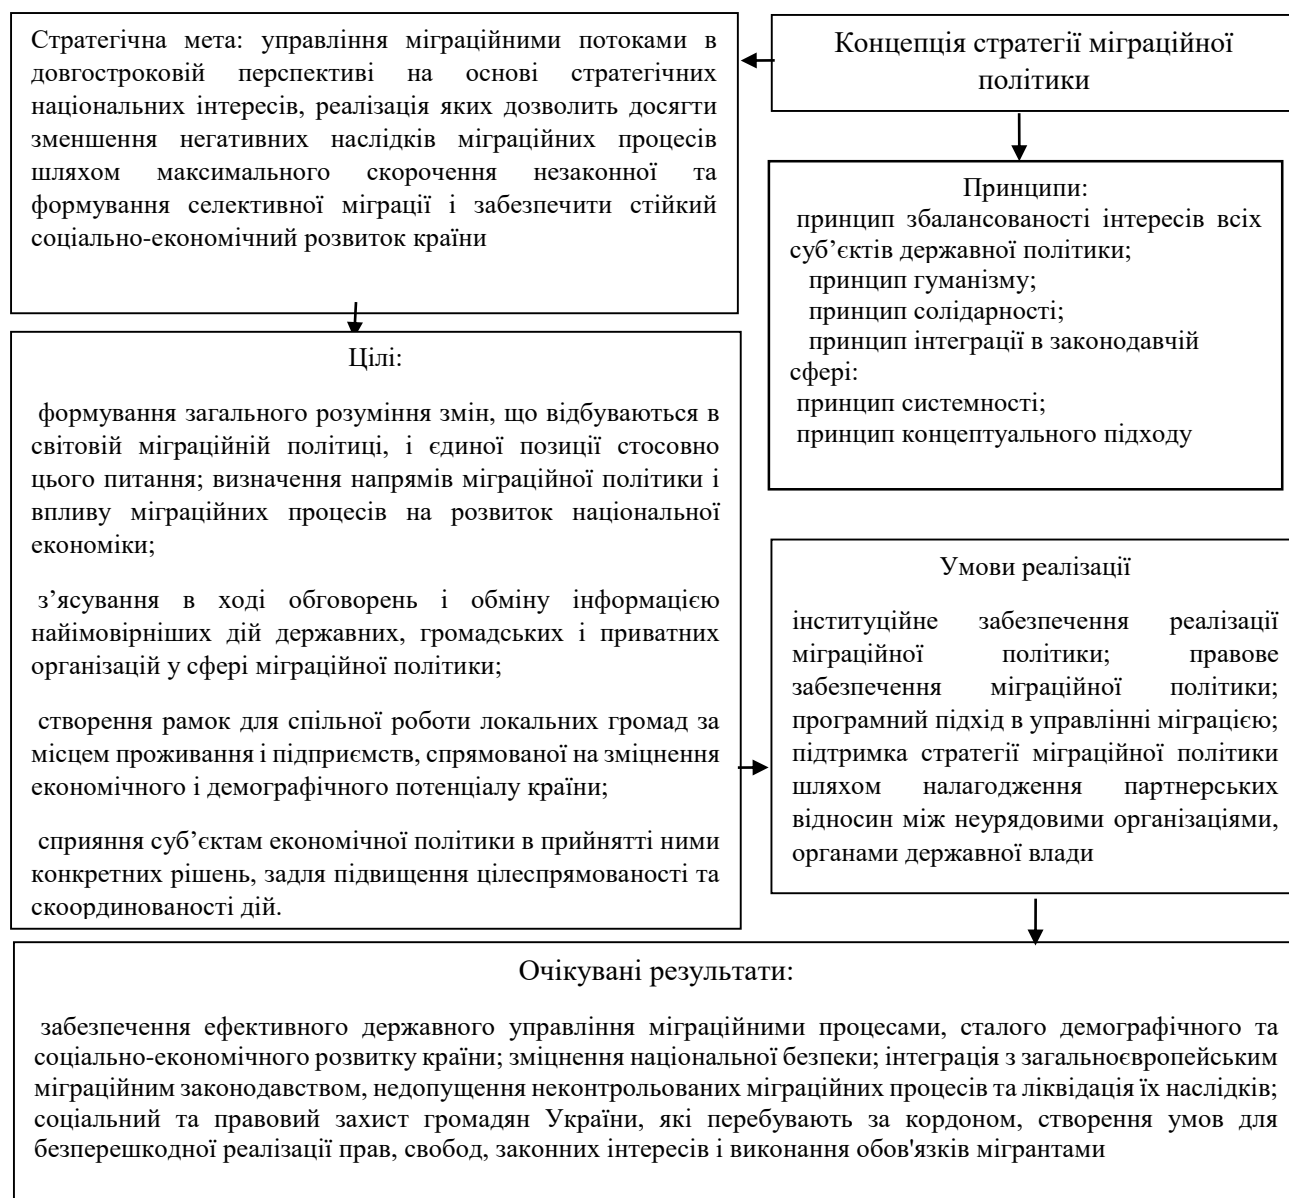 Концепція стратегії міграційної
політики
Стратегічна мета: управління міграційними потоками в
довгостроковій перспективі на основі стратегічних
національних інтересів, реалізація яких дозволить досягти
зменшення негативних наслідків міграційних процесів
шляхом максимального скорочення незаконної та
формування селективної міграції і забезпечити стійкий
соціально-економічний розвиток країни
Принципи:
принцип збалансованості інтересів всіх
суб’єктів державної політики;
принцип гуманізму;
принцип солідарності;
принцип інтеграції в законодавчій
сфері:
принцип системності;
принцип концептуального підходу
Цілі:
формування загального розуміння змін, що відбуваються в
світовій міграційній політиці, і єдиної позиції стосовно
цього питання; визначення напрямів міграційної політики і
впливу міграційних процесів на розвиток національної
економіки;
з’ясування в ході обговорень і обміну інформацією
найімовірніших дій державних, громадських і приватних
організацій у сфері міграційної політики;
створення рамок для спільної роботи локальних громад за
місцем проживання і підприємств, спрямованої на зміцнення
економічного і демографічного потенціалу країни;
сприяння суб’єктам економічної політики в прийнятті ними
конкретних рішень, задля підвищення цілеспрямованості та
скоординованості дій.
Умови реалізації
інституційне забезпечення реалізації
міграційної політики; правове
забезпечення міграційної політики;
програмний підхід в управлінні міграцією;
підтримка стратегії міграційної політики
шляхом налагодження партнерських
відносин між неурядовими організаціями,
органами державної влади
Очікувані результати:
забезпечення ефективного державного управління міграційними процесами, сталого демографічного та
соціально-економічного розвитку країни; зміцнення національної безпеки; інтеграція з загальноєвропейським
міграційним законодавством, недопущення неконтрольованих міграційних процесів та ліквідація їх наслідків;
соціальний та правовий захист громадян України, які перебувають за кордоном, створення умов для
безперешкодної реалізації прав, свобод, законних інтересів і виконання обов'язків мігрантами